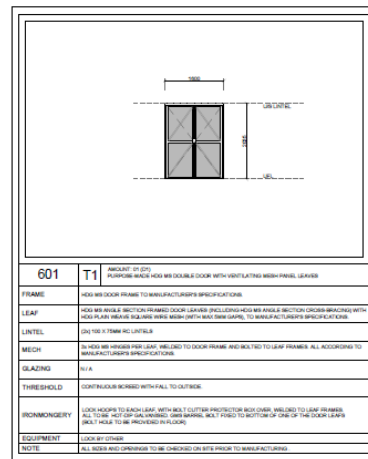 1600
U/S LINTEL
UFL
601
T1
AMOUNT: 01 (D1)
PURPOSE-MADE HDG MS DOUBLE DOOR WITH VENTILATING MESH PANEL LEAVES
FRAME
HDG MS DOOR FRAME TO MANUFACTURER'S SPECIFICATIONS.
LEAF
HDG MS ANGLE SECTION FRAMED DOOR LEAVES (INCLUDING HDG MS ANGLE SECTION CROSS-BRACING) WITH
HDG PLAIN WEAVE SQUARE WIRE MESH (WITH MAX 5MM GAPS), TO MANUFACTURER'S SPECIFICATIONS.
LINTEL
(2x) 100 X 75MM RC LINTELS
MECH
3x HDG MS HINGES PER LEAF, WELDED TO DOOR FRAME AND BOLTED TO LEAF FRAMES. ALL ACCORDING TO
MANUFACTURER'S SPECIFICATIONS.
GLAZING
N / A
THRESHOLD
CONTINUOUS SCREED WITH FALL TO OUTSIDE.
IRONMONGERY
LOCK HOOPS TO EACH LEAF, WITH BOLT CUTTER PROTECTOR BOX OVER, WELDED TO LEAF FRAMES.
ALL TO BE HOT-DIP GALVANISED. GMS BARREL BOLT FIXED TO BOTTOM OF ONE OF THE DOOR LEAFS
(BOLT HOLE TO BE PROVIDED IN FLOOR)
EQUIPMENT
LOCK BY OTHER
NOTE
ALL SIZES AND OPENINGS TO BE CHECKED ON SITE PRIOR TO MANUFACTURING.